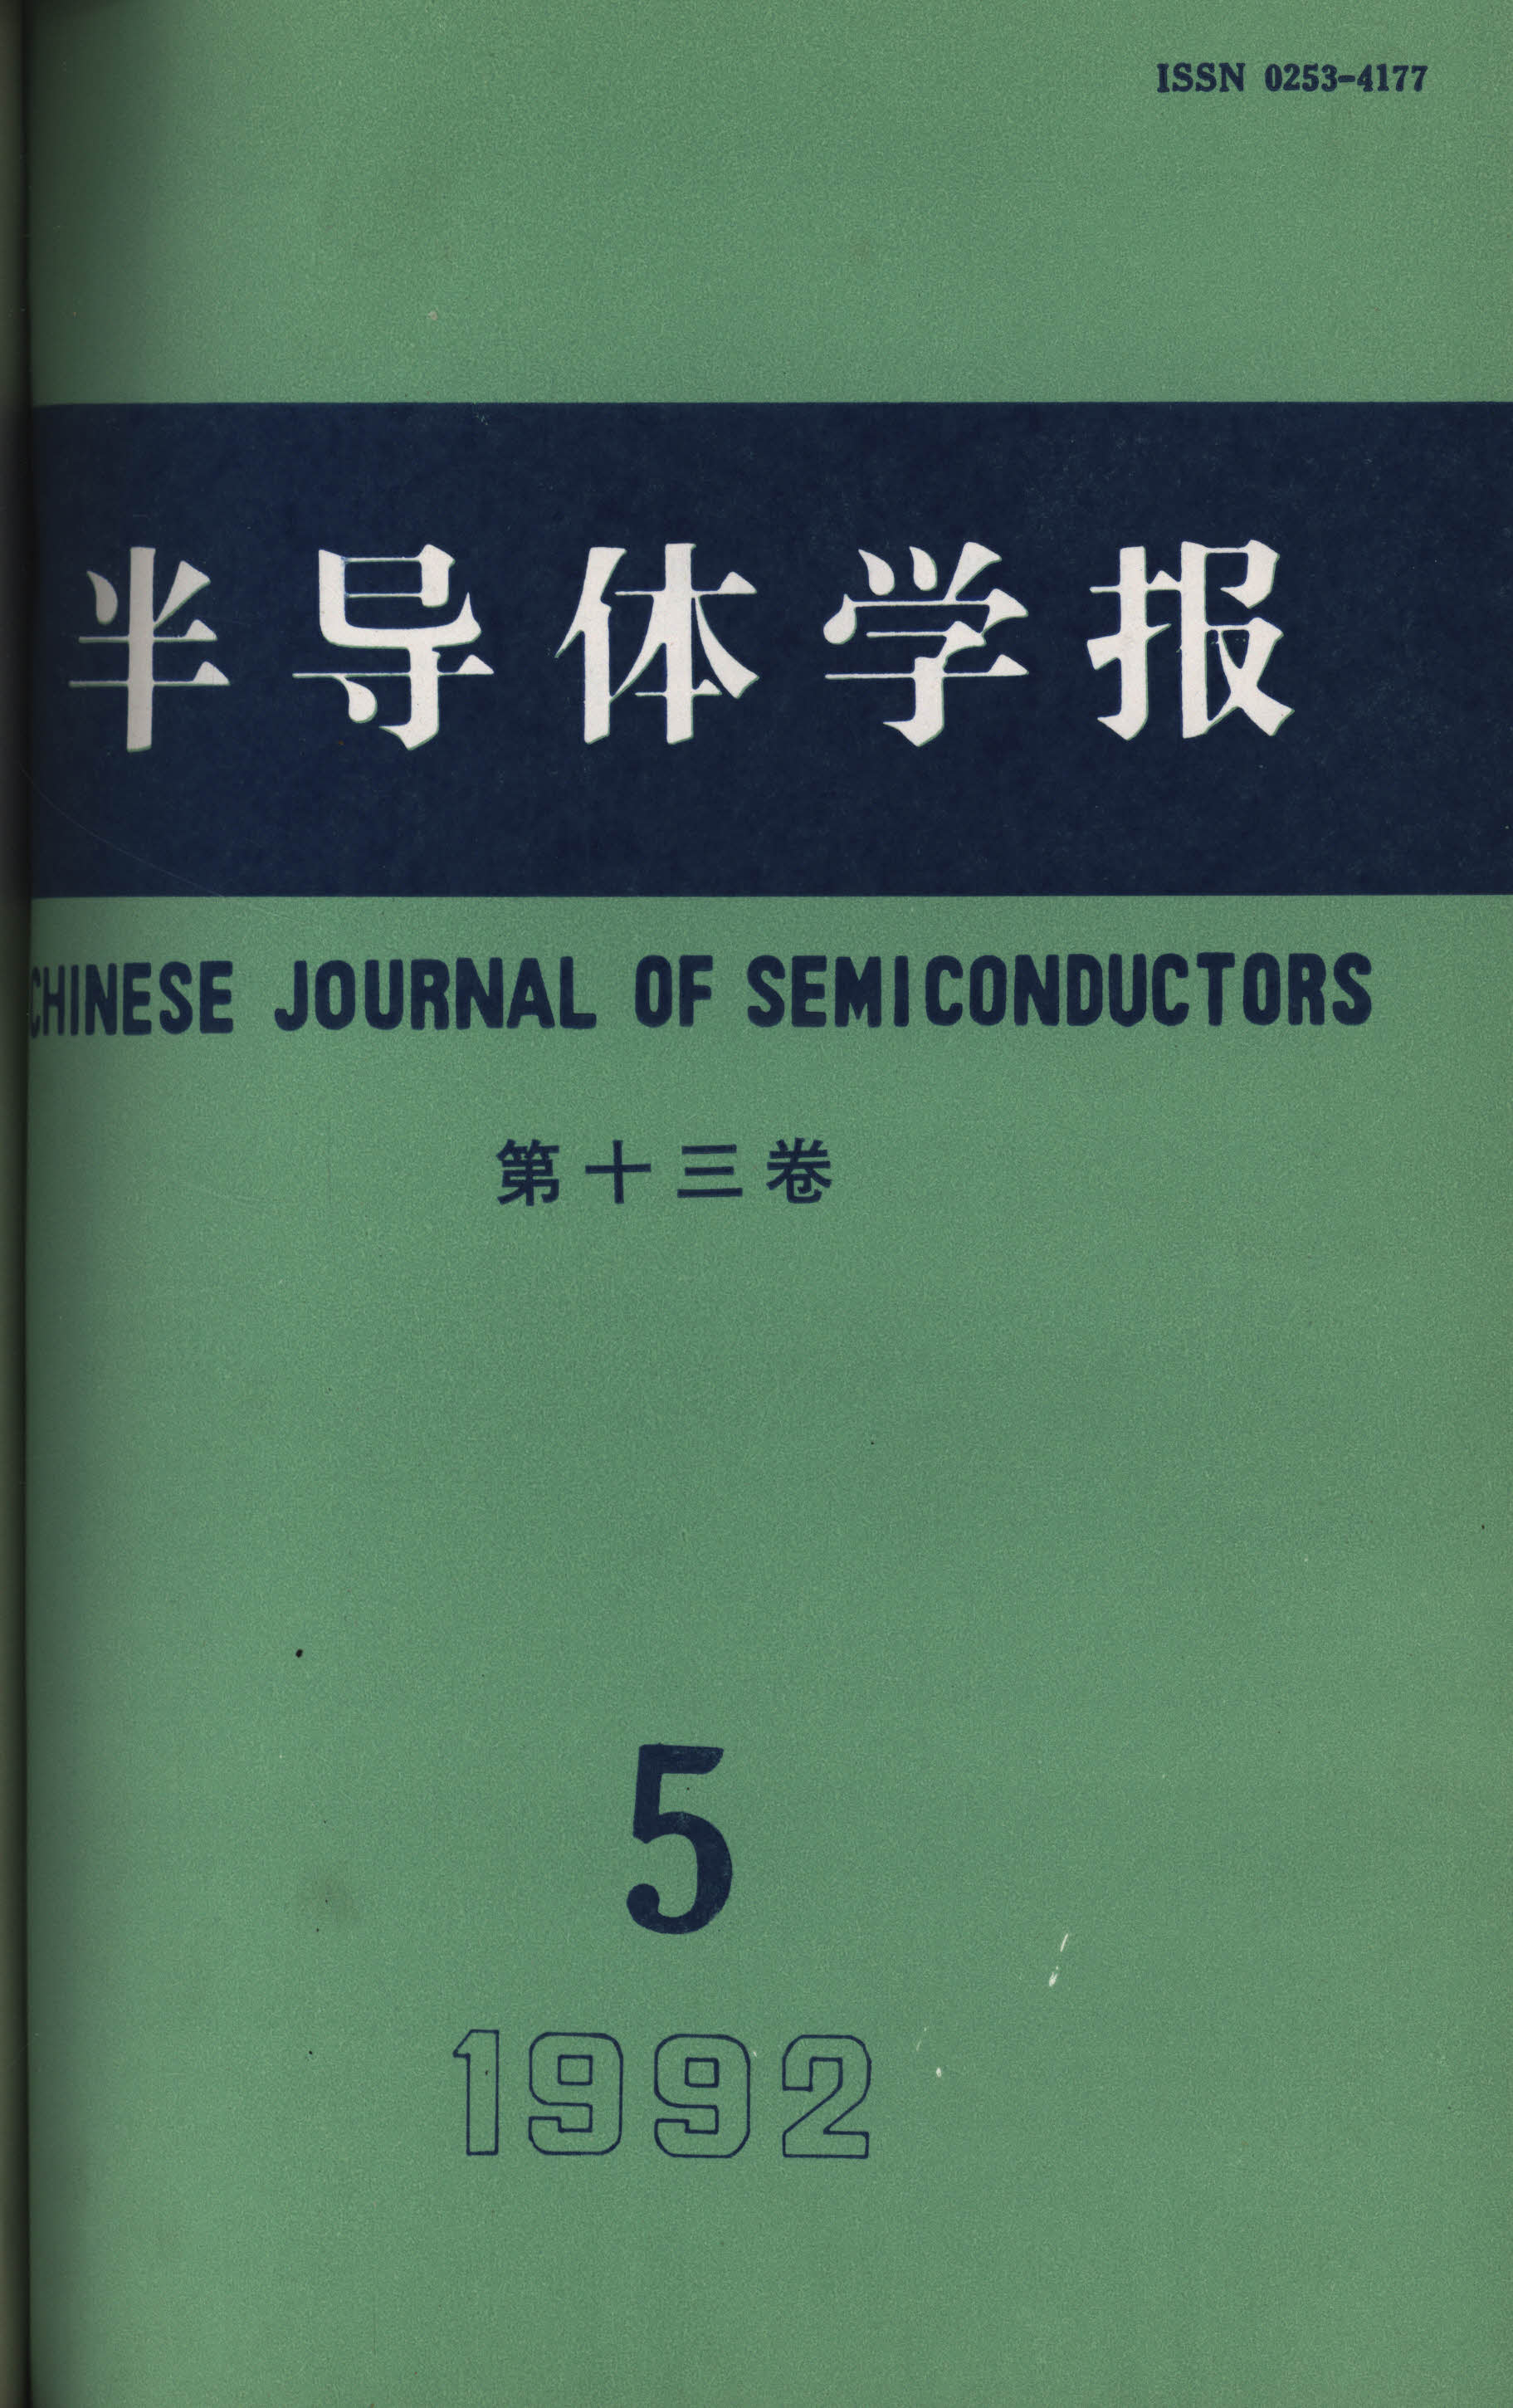 ISSN 0253-4177
半导体学报
CHINESE JOURNAL OF SEMICONDUCTORS
第十三卷
5
1992